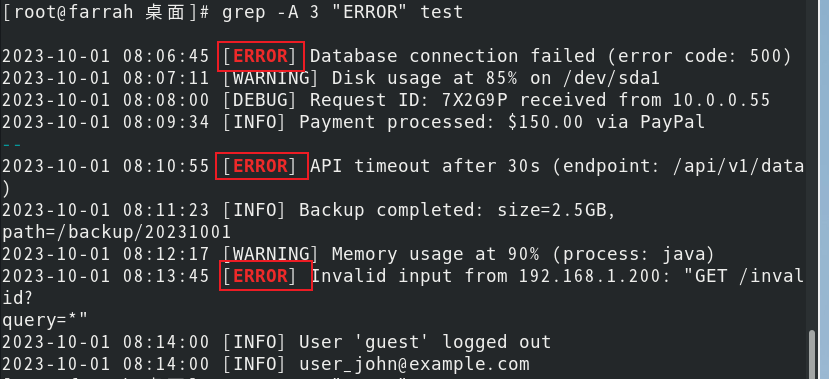 [root@farrah 桌面]# grep -A 3 "ERROR" test
2023-10-01 08:06:45 [ERROR] Database connection failed (error code: 500)
2023-10-01 08:07:11 [WARNING] Disk usage at 85% on /dev/sda1
2023-10-01 08:08:00 [DEBUG] Request ID: 7X2G9P received from 10.0.0.55
2023-10-01 08:09:34 [INFO] Payment processed: $150.00 via PayPal
--
2023-10-01 08:10:55 [ERROR] API timeout after 30s (endpoint: /api/v1/data
)
2023-10-01 08:11:23 [INFO] Backup completed: size=2.5GB,
path=/backup/20231001
2023-10-01 08:12:17 [WARNING] Memory usage at 90% (process: java)
2023-10-01 08:13:45 [ERROR] Invalid input from 192.168.1.200: "GET /inval
id?
query=*"
2023-10-01 08:14:00 [INFO] User 'guest' logged out
2023-10-01 08:14:00 [INFO] user_john@example.com